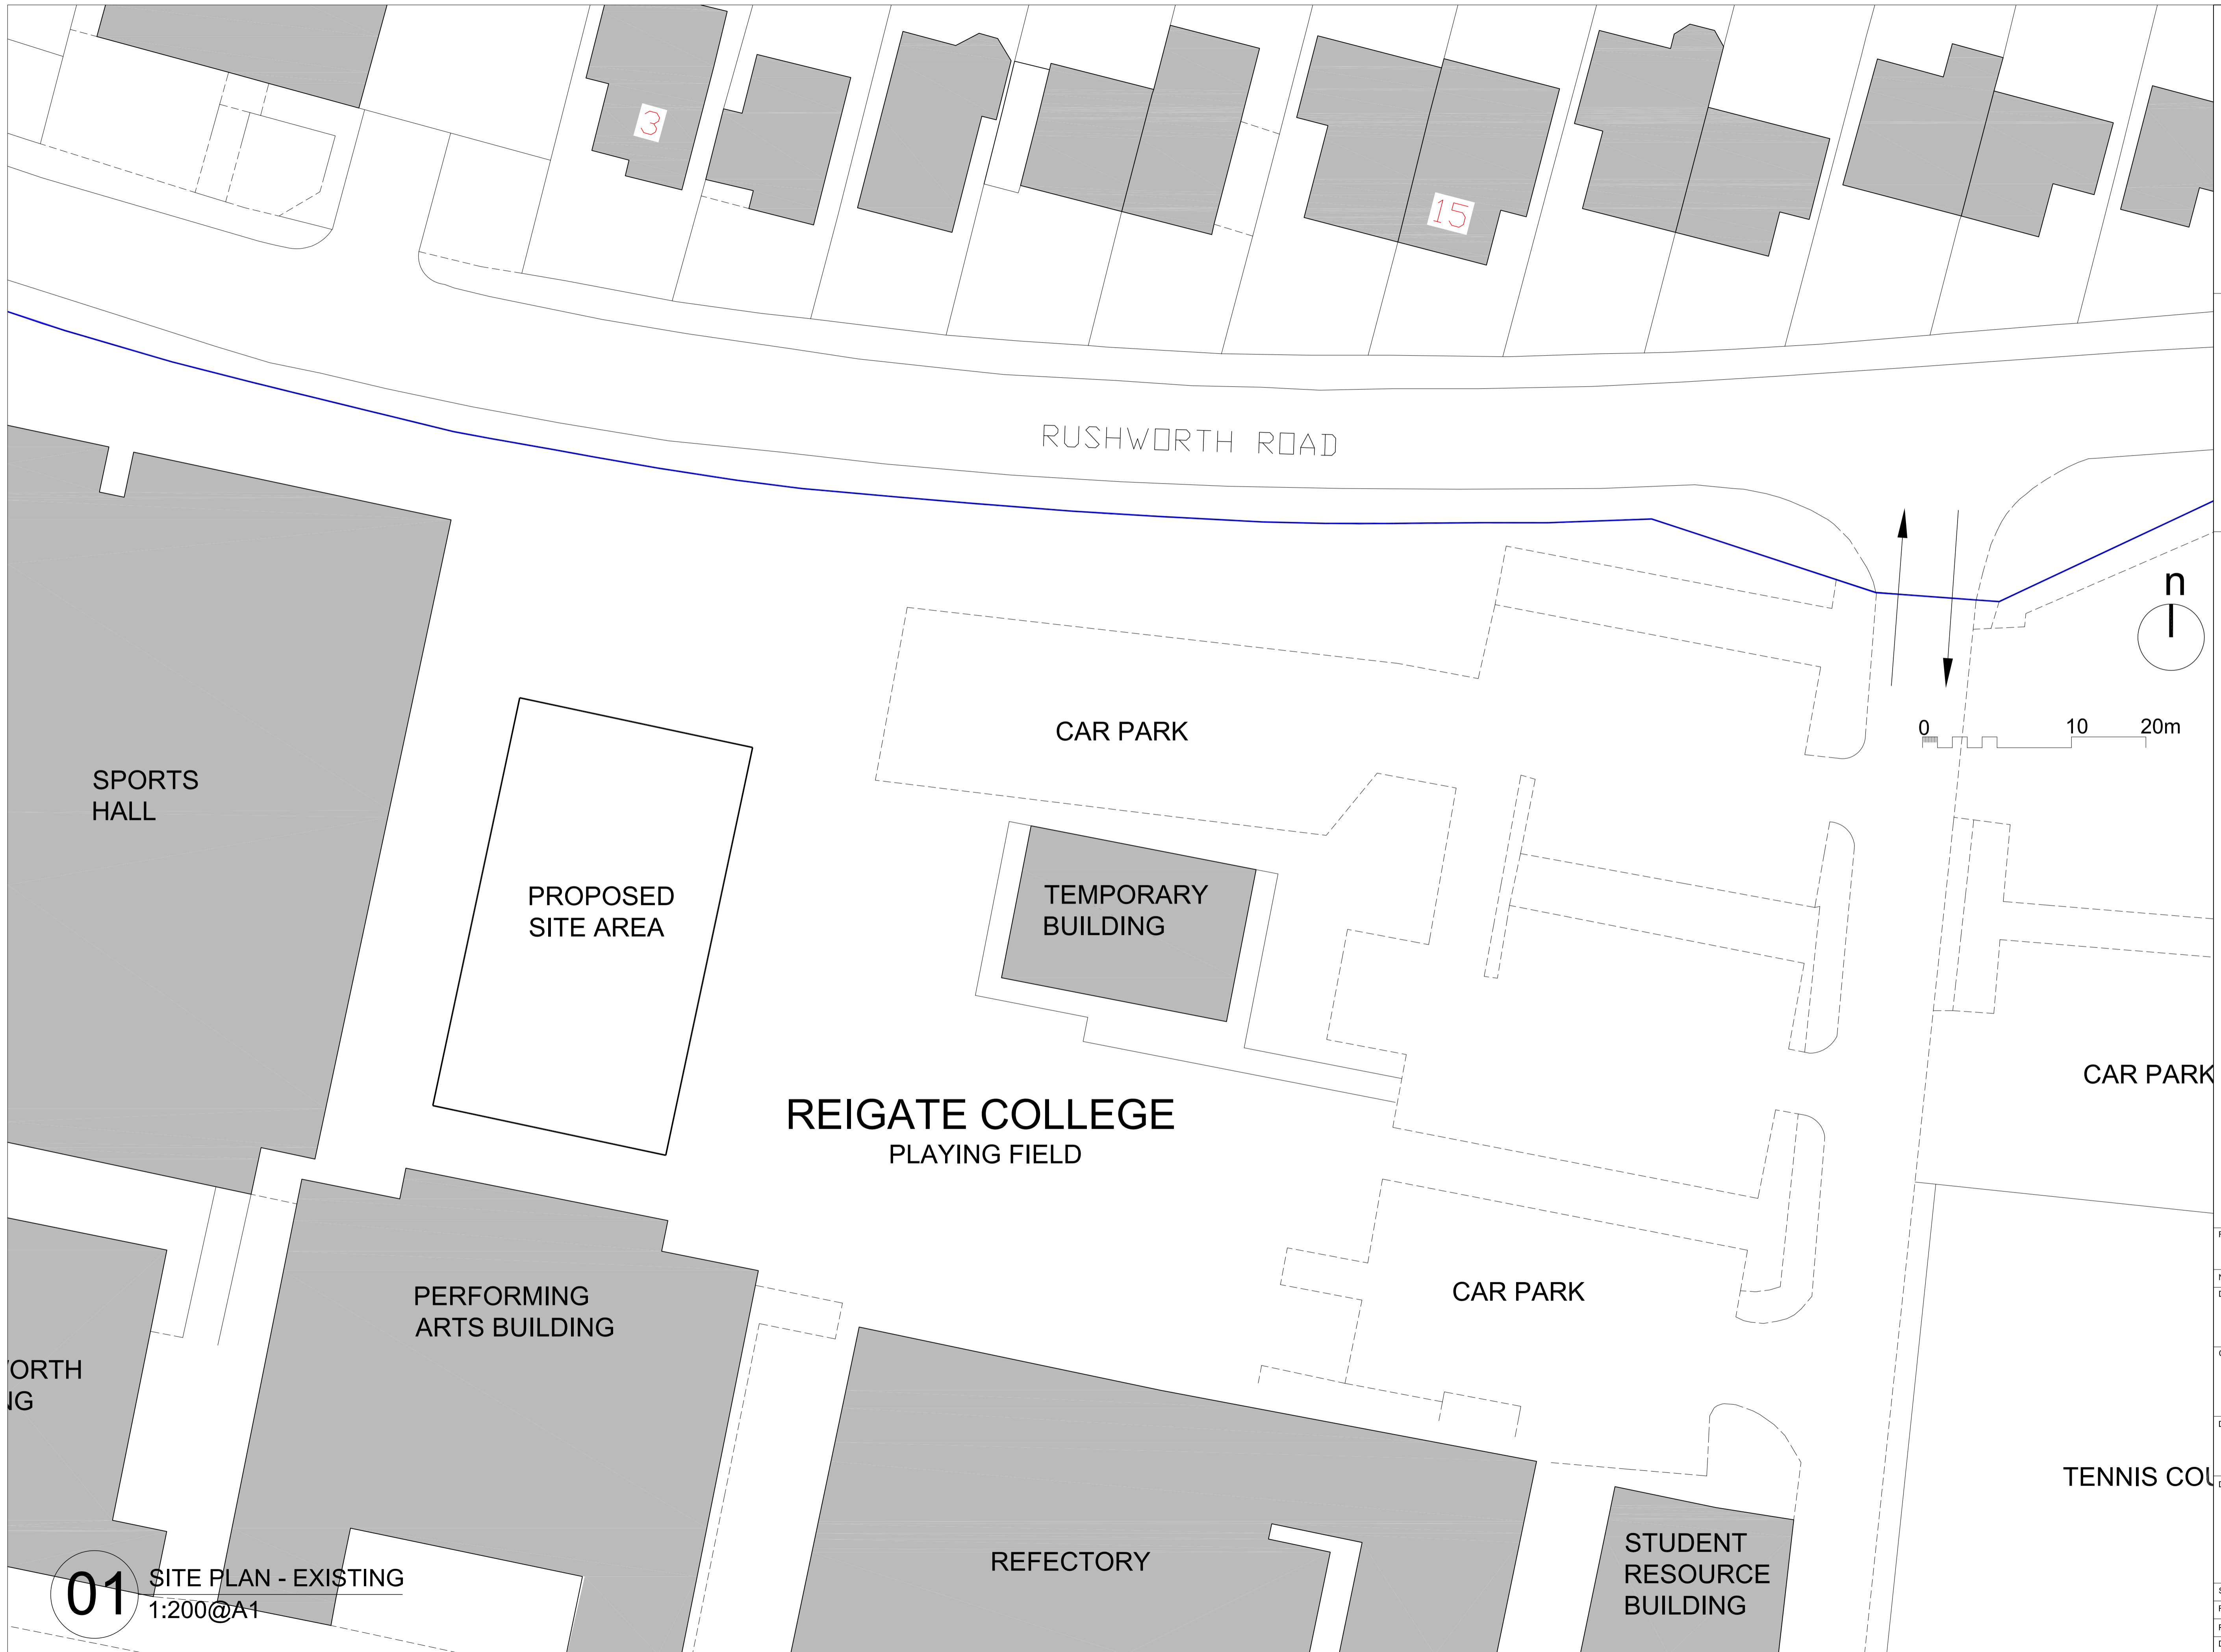 3
15
RUSHWORTH ROAD
n
0 10 20m
CAR PARK
SPORTS
HALL
PROPOSED
SITE AREA
TEMPORARY
BUILDING
CAR PARK
REIGATE COLLEGE
PLAYING FIELD
CAR PARK
PERFORMING
ARTS BUILDING
ORTH
NG
TENNIS COU
REFECTORY
STUDENT
RESOURCE
BUILDING
01
SITE PLAN - EXISTING
1:200@A1